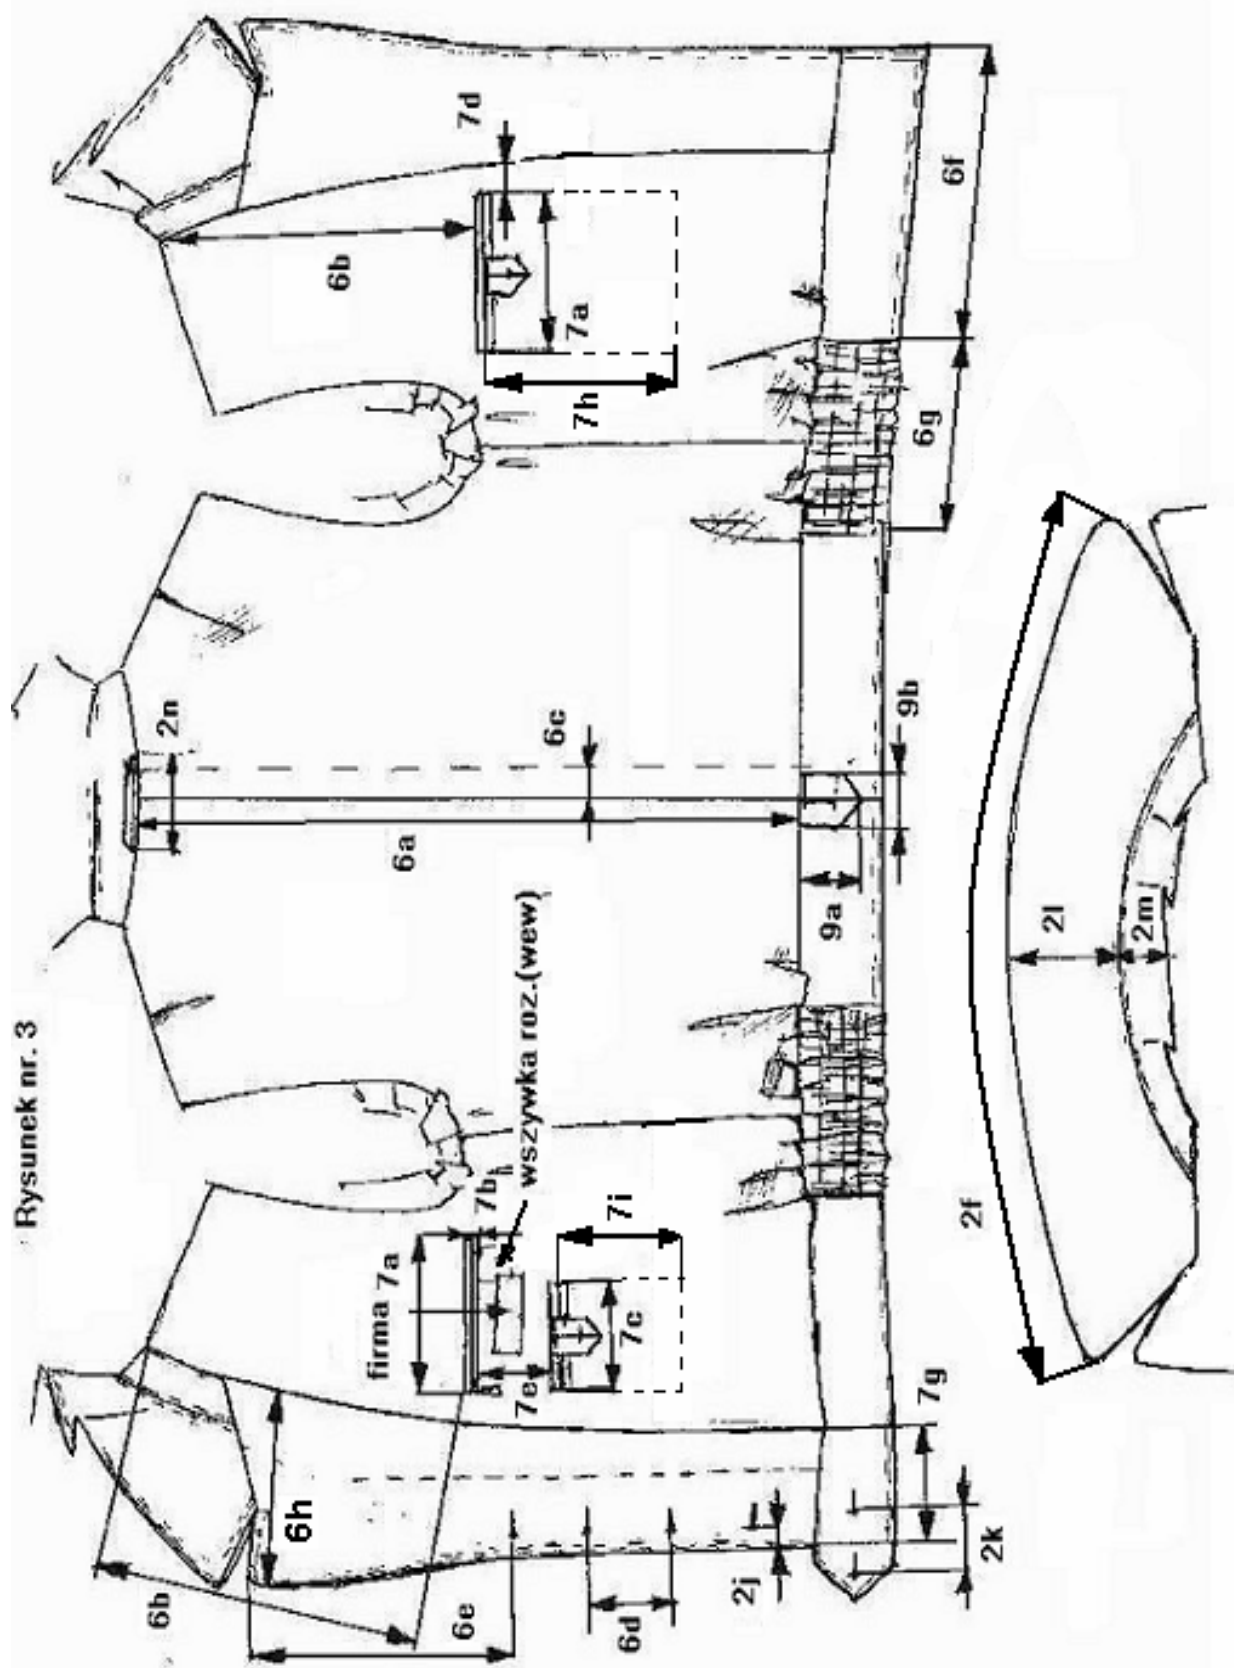 Rysunek nr. 3
6b
6e
6h
6d
2j
2k
7g
firma
7a
7b
7e
7c
7i
wszywka roz.(wew)
6a
2n
6c
9a
9b
6b
7d
7a
7h
6g
6f
2f
2l
2m